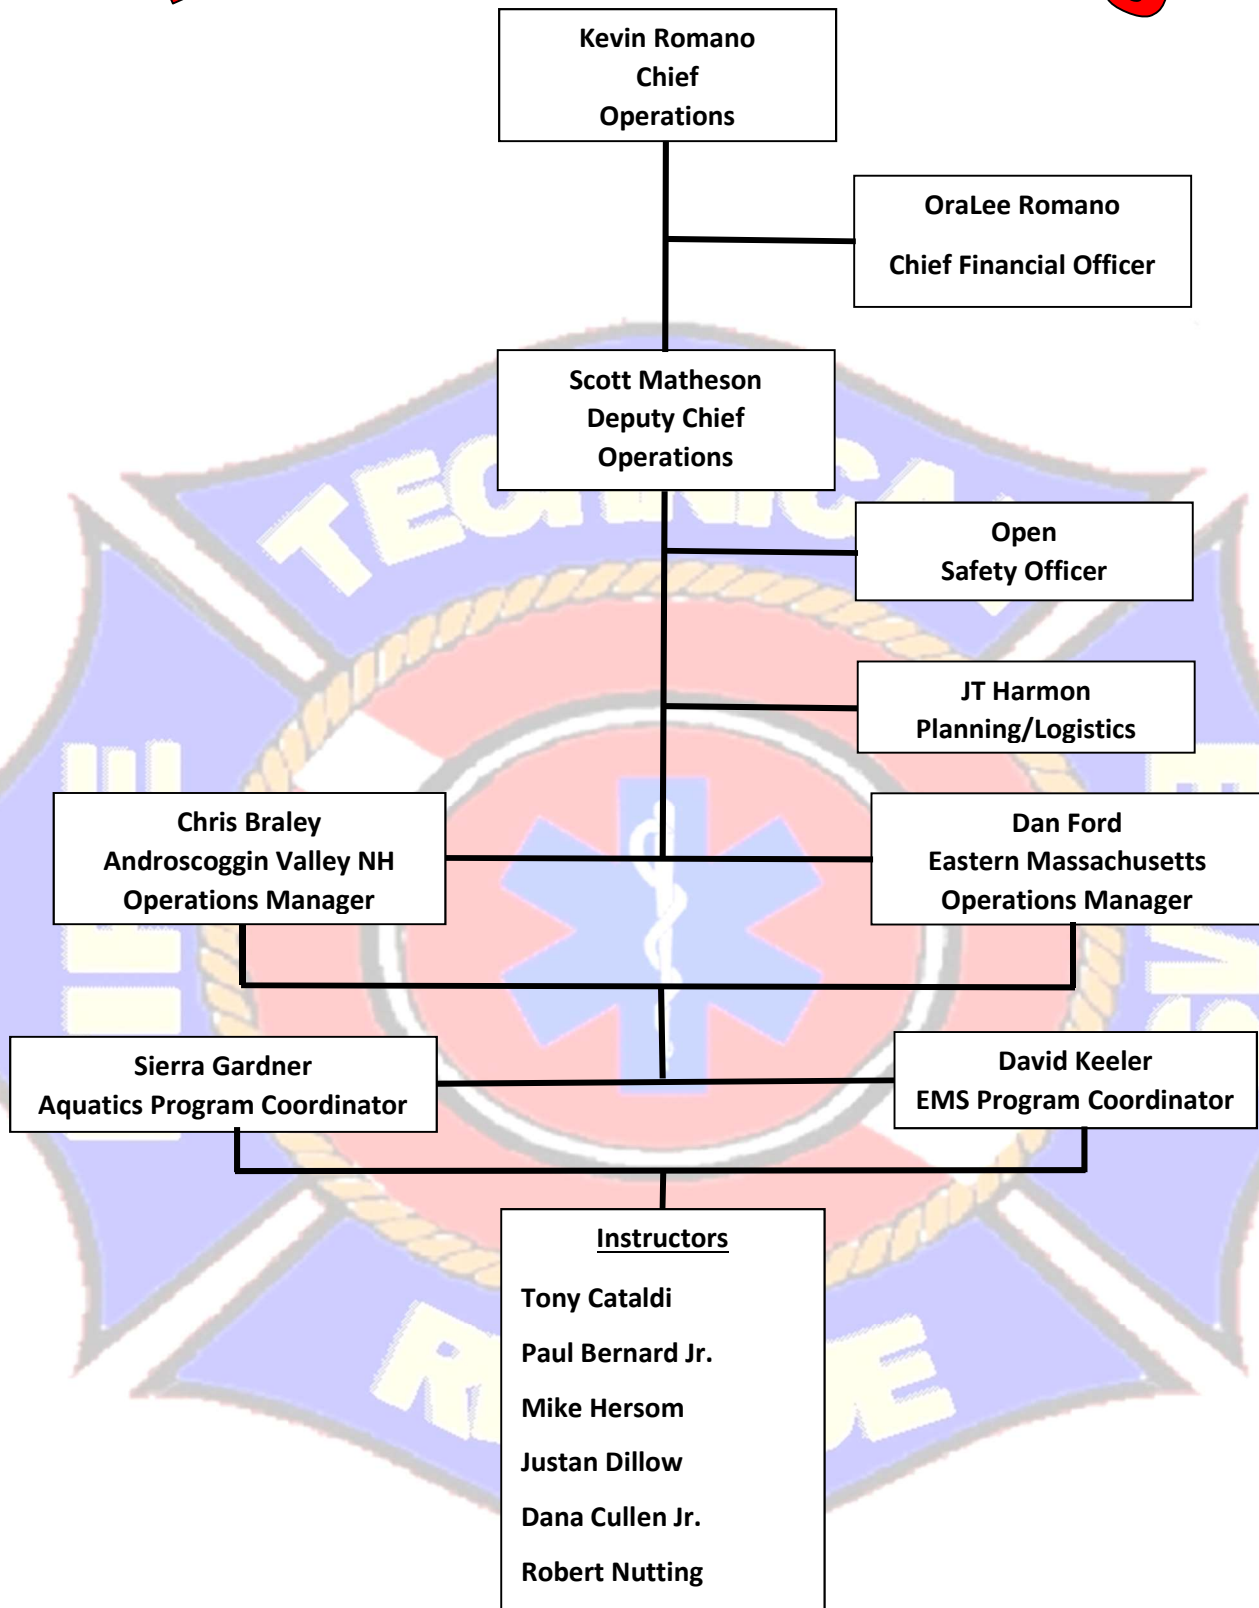 Kevin Romano
Chief
Operations
OraLee Romano
Chief Financial Officer
Scott Matheson
Deputy Chief
Operations
Open
Safety Officer
JT Harmon
Planning/Logistics
Chris Braley
Androscoggin Valley NH
Operations Manager
Dan Ford
Eastern Massachusetts
Operations Manager
Sierra Gardner
Aquatics Program Coordinator
David Keeler
EMS Program Coordinator
Instructors
Tony Cataldi
Paul Bernard Jr.
Mike Hersom
Justan Dillow
Dana Cullen Jr.
Robert Nutting